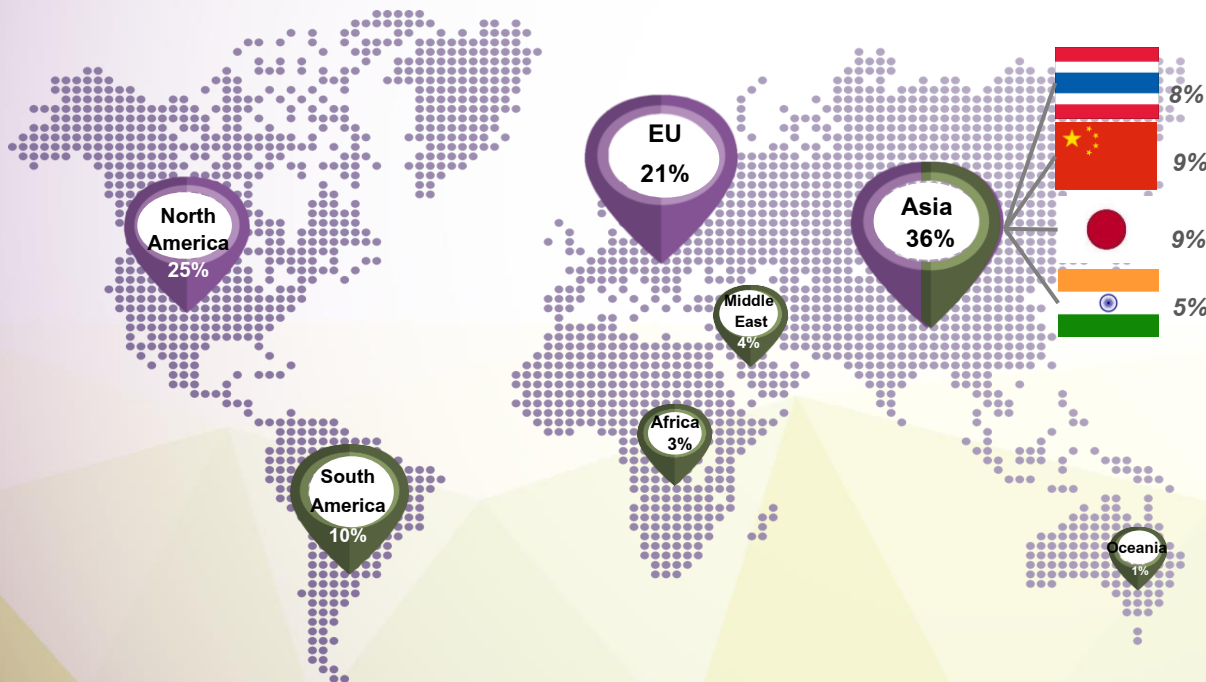 North
America
25%
South
America
10%
EU
21%
Middle
East
4%
Africa
3%
Asia
36%
8%
9%
9%
5%
Oceania
1%